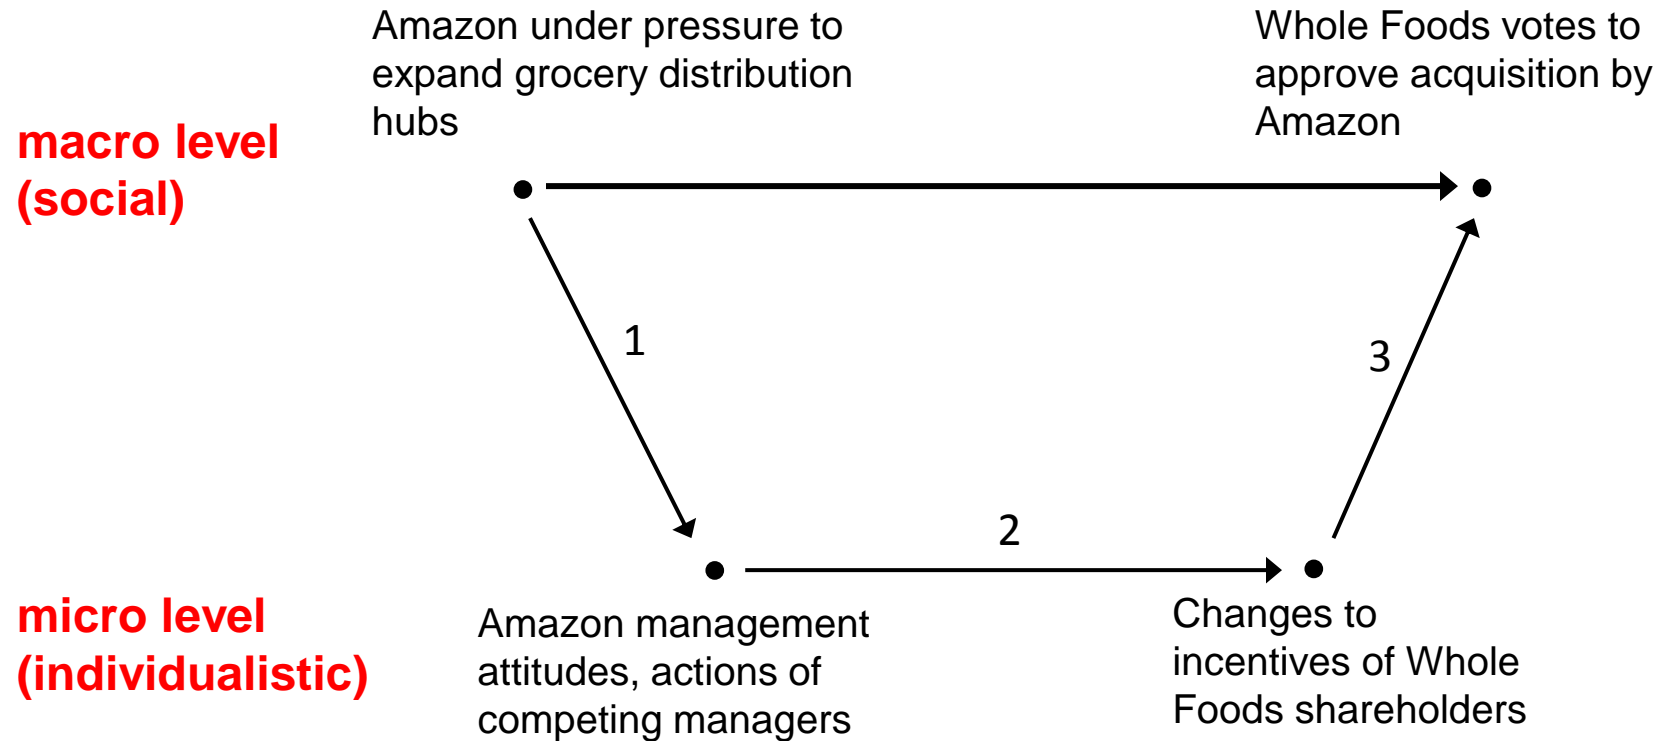 Amazon under pressure to
expand grocery distribution
hubs
Whole Foods votes to
approve acquisition by
Amazon
macro level
(social)
1
3
2
micro level
(individualistic)
Amazon management
attitudes, actions of
competing managers
Changes to
incentives of Whole
Foods shareholders